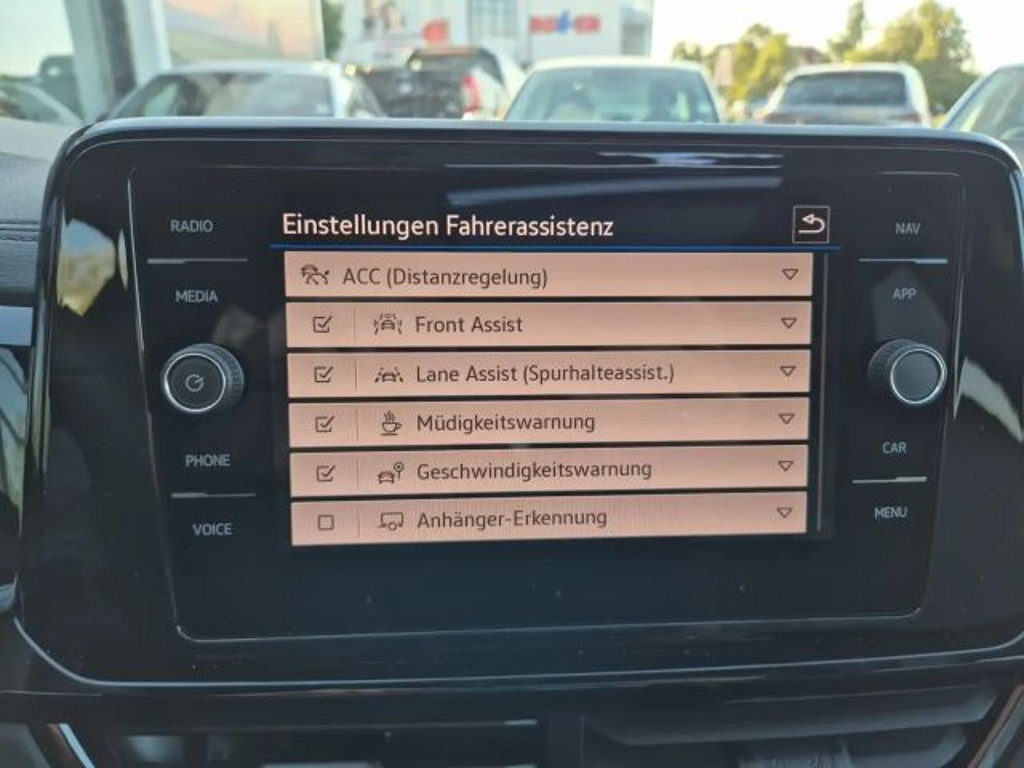 Einstellungen Fahrerassistenz
RADIO
MEDIA
PHONE
VOICE
ACC (Distanzregelung)
Front Assist
Lane Assist (Spurhalteassist.)
Müdigkeitswarnung
Geschwindigkeitswarnung
Anhänger-Erkennung
NAV
APP
CAR
MENU